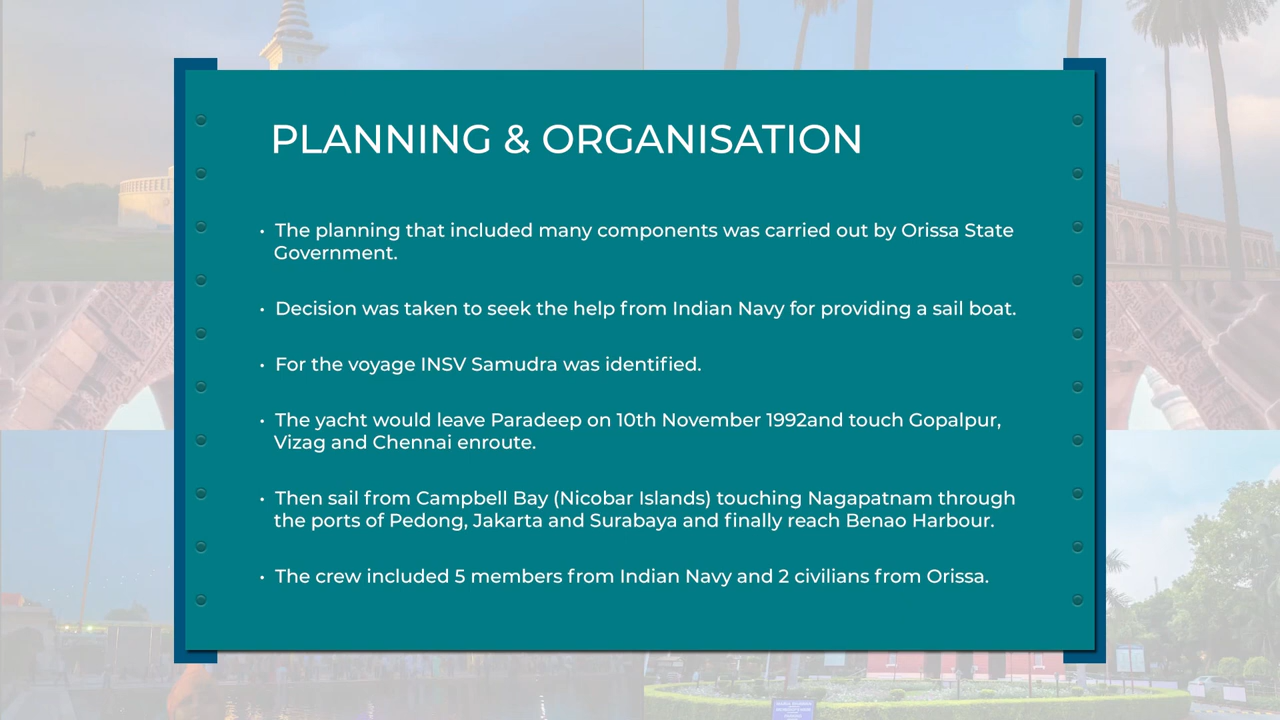 PLANNING & ORGANISATION
• The planning that included many components was carried out by Orissa State
Government.
• Decision was taken to seek the help from Indian Navy for providing a sail boat.
• For the voyage INSV Samudra was identified.
• The yacht would leave Paradeep on 10th November 1992and touch Gopalpur,
Vizag and Chennai enroute.
• Then sail from Campbell Bay (Nicobar Islands) touching Nagapatnam through
the ports of Pedong, Jakarta and Surabaya and finally reach Benao Harbour.
• The crew included 5 members from Indian Navy and 2 civilians from Orissa.